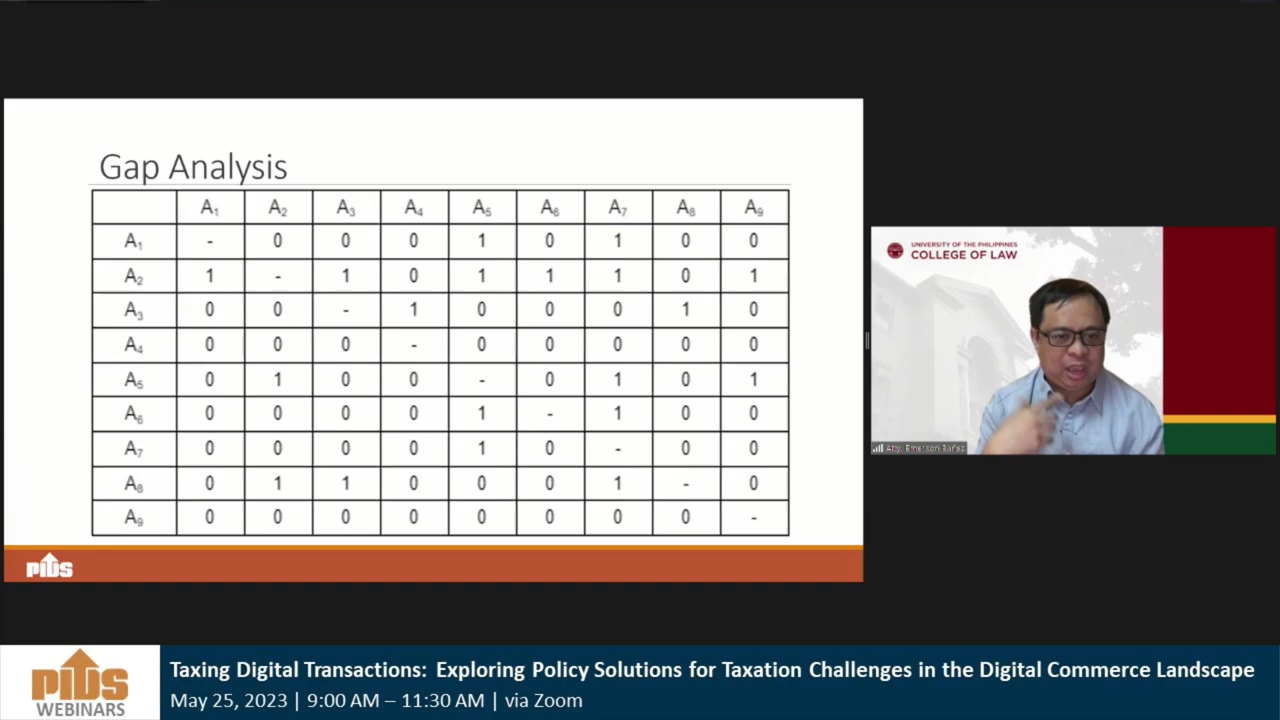 Gap Analysis
A₁ A₂ A₃ A₄ A₅ A₆ A₇ A₈ A₉
A₁ - 0 0 0 1 0 1 0 0
A₂ 1 - 1 0 1 1 1 0 1
A₃ 0 0 - 1 0 0 0 1 0
A₄ 0 0 0 - 0 0 0 0 0
A₅ 0 1 0 0 - 0 1 0 1
A₆ 0 0 0 0 1 - 1 0 0
A₇ 0 0 0 0 1 0 - 0 0
A₈ 0 1 1 0 0 0 1 - 0
A₉ 0 0 0 0 0 0 0 0 -
PIDS
UNIVERSITY OF THE PHILIPPINES
COLLEGE OF LAW
Atty. Emerson Bañez
PIDS
WEBINARS
Taxing Digital Transactions: Exploring Policy Solutions for Taxation Challenges in the Digital Commerce Landscape
May 25, 2023 | 9:00 AM – 11:30 AM | via Zoom